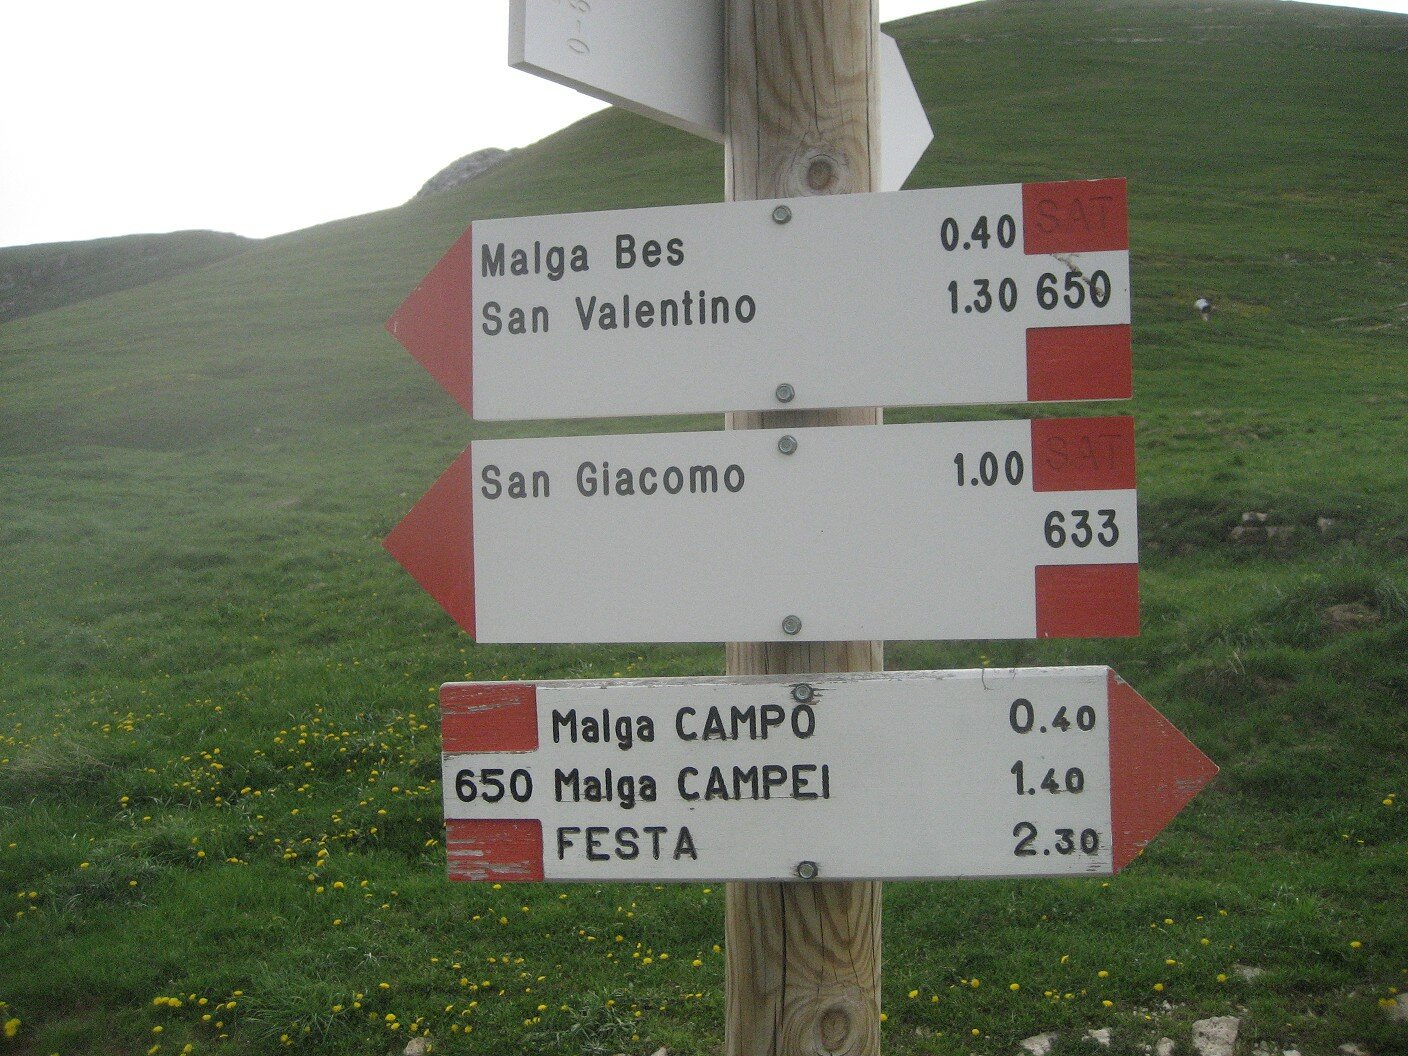 Malga Bes 0.40 SAT
San Valentino 1.30 650
San Giacomo 1.00 SAT
633
Malga CAMPO 0.40
650 Malga CAMPEI 1.40
FESTA 2.30